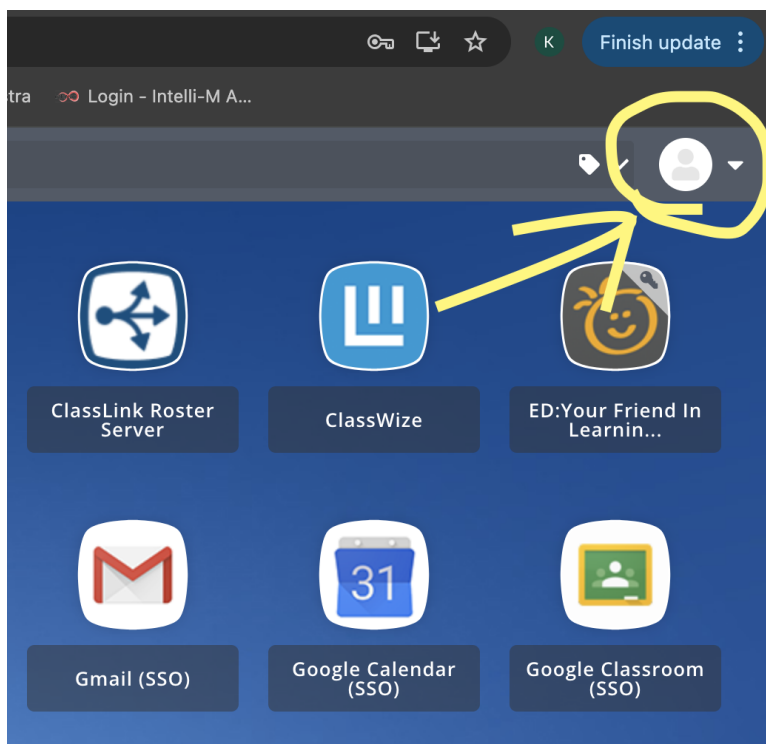 K
Finish update
tra
Login - Intelli-M A...
ClassLink Roster
Server
ClassWize
ED:Your Friend In
Learnin...
31
Gmail (SSO)
Google Calendar
(SSO)
Google Classroom
(SSO)